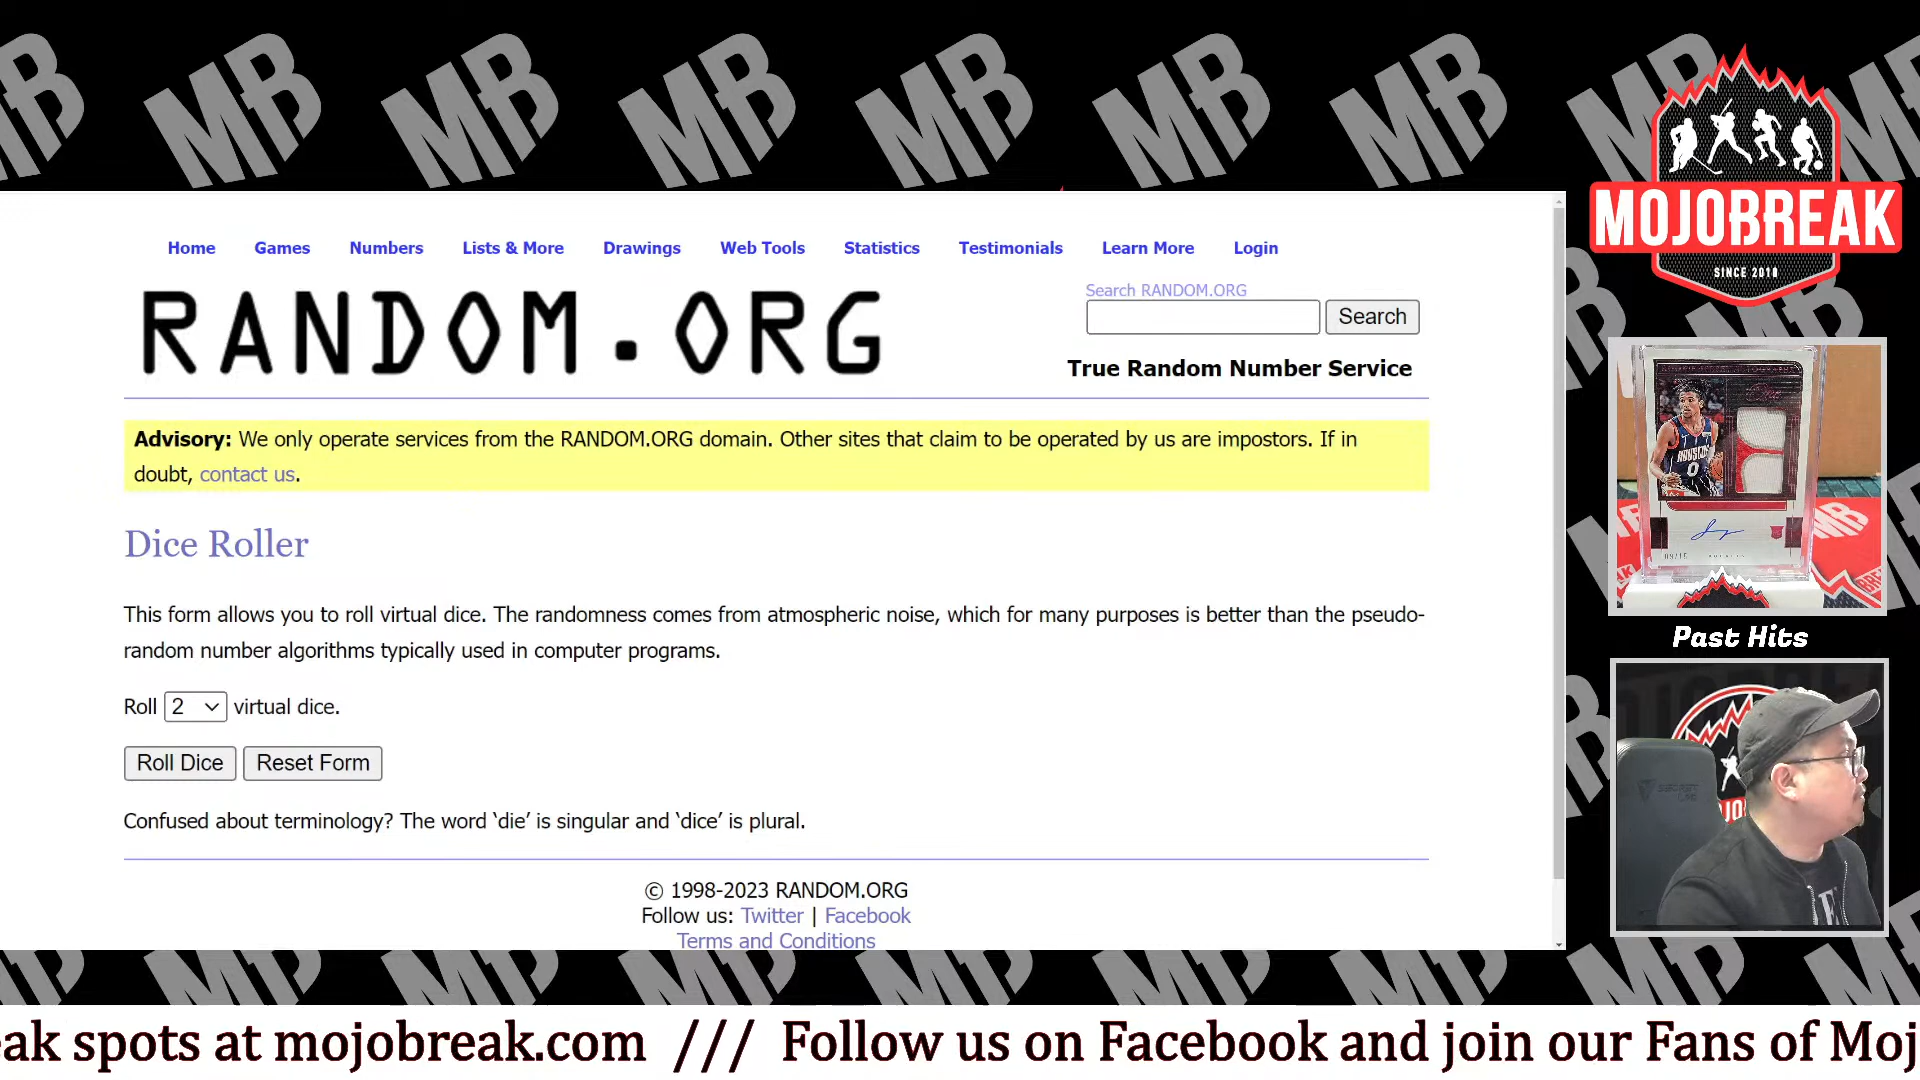 MB MB MB MB MB MB MB MB
MOJOBREAK
SINCE 2010
Home Games Numbers Lists & More Drawings Web Tools Statistics Testimonials Learn More Login
RANDOM.ORG
Search RANDOM.ORG
Search
True Random Number Service
Advisory: We only operate services from the RANDOM.ORG domain. Other sites that claim to be operated by us are impostors. If in
doubt, contact us.
Dice Roller
This form allows you to roll virtual dice. The randomness comes from atmospheric noise, which for many purposes is better than the pseudo-
random number algorithms typically used in computer programs.
Roll 2 virtual dice.
Roll Dice Reset Form
Confused about terminology? The word ‘die’ is singular and ‘dice’ is plural.
© 1998-2023 RANDOM.ORG
Follow us: Twitter | Facebook
Terms and Conditions
0
MB
Past Hits
eak spots at mojobreak.com /// Follow us on Facebook and join our Fans of Moj